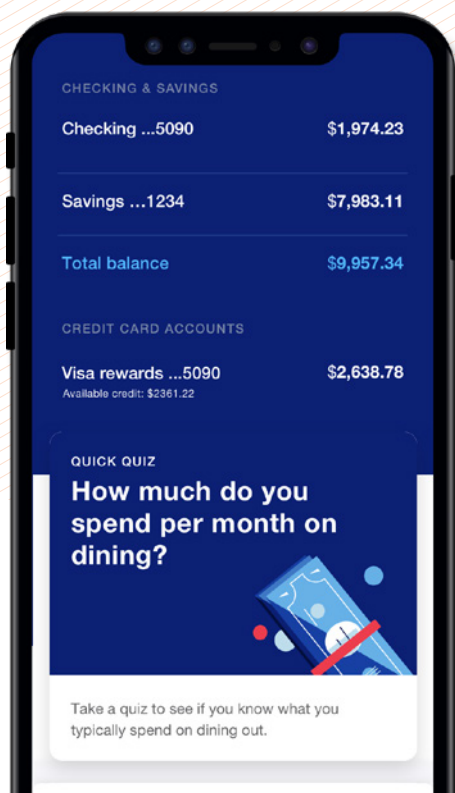 CHECKING & SAVINGS
Checking ...5090 $1,974.23
Savings ...1234 $7,983.11
Total balance $9,957.34
CREDIT CARD ACCOUNTS
Visa rewards ...5090 $2,638.78
Available credit: $2361.22
QUICK QUIZ
How much do you
spend per month on
dining?
Take a quiz to see if you know what you
typically spend on dining out.